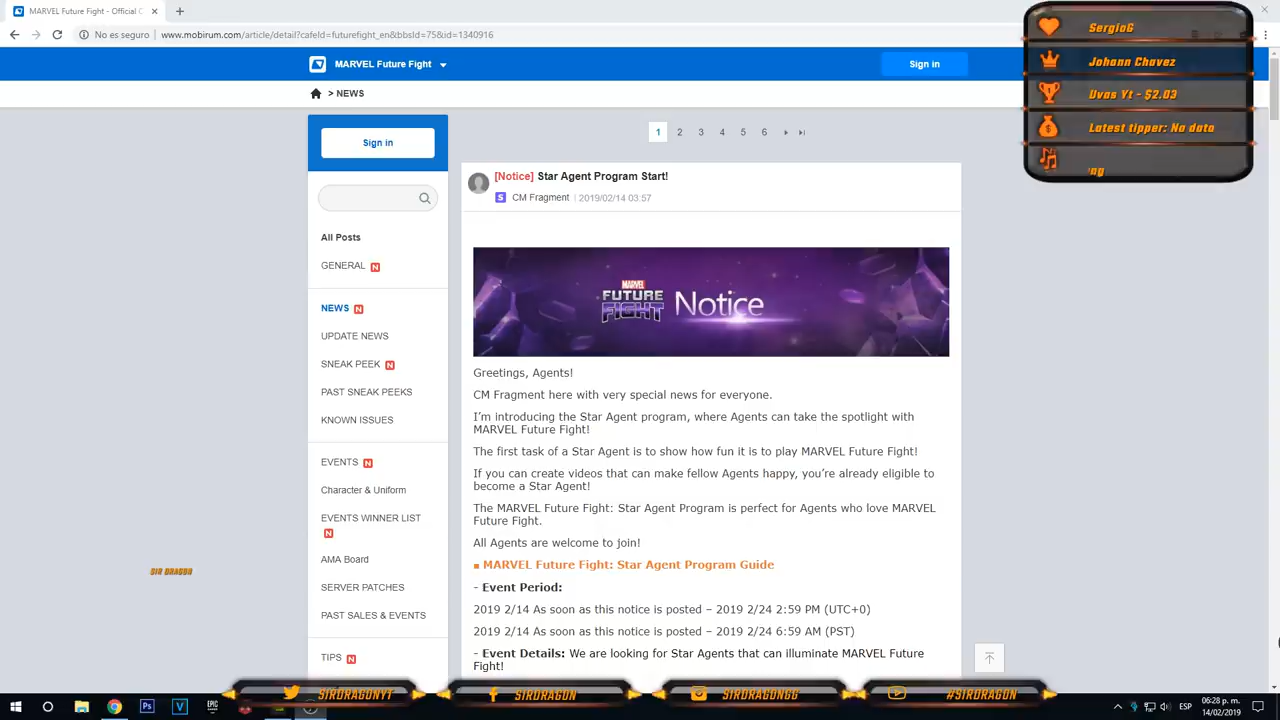 MARVEL Future Fight - Official C
No es seguro | www.mobirum.com/article/detail?cafeId=futurefight_en&bbsId=75&id=1340916
MARVEL Future Fight
Sign in
> NEWS
SergioG
Johann Chavez
Uvas Yt - $2.03
Latest tipper: No data
ng
Sign in
All Posts
GENERAL N
NEWS N
UPDATE NEWS
SNEAK PEEK N
PAST SNEAK PEEKS
KNOWN ISSUES
EVENTS N
Character & Uniform
EVENTS WINNER LIST
N
AMA Board
SERVER PATCHES
PAST SALES & EVENTS
TIPS N
1 2 3 4 5 6
[Notice] Star Agent Program Start!
S CM Fragment | 2019/02/14 03:57
MARVEL
FUTURE
FIGHT
Notice
Greetings, Agents!
CM Fragment here with very special news for everyone.
I'm introducing the Star Agent program, where Agents can take the spotlight with
MARVEL Future Fight!
The first task of a Star Agent is to show how fun it is to play MARVEL Future Fight!
If you can create videos that can make fellow Agents happy, you're already eligible to
become a Star Agent!
The MARVEL Future Fight: Star Agent Program is perfect for Agents who love MARVEL
Future Fight.
All Agents are welcome to join!
■ MARVEL Future Fight: Star Agent Program Guide
- Event Period:
2019 2/14 As soon as this notice is posted – 2019 2/24 2:59 PM (UTC+0)
2019 2/14 As soon as this notice is posted – 2019 2/24 6:59 AM (PST)
- Event Details: We are looking for Star Agents that can illuminate MARVEL Future
Fight!
SIR DRAGON
SIRDRAGONYT
SIRDRAGON
SIRDRAGONGG
#SIRDRAGON
Ps
V
EPIC
ESP
06:28 p. m.
14/02/2019